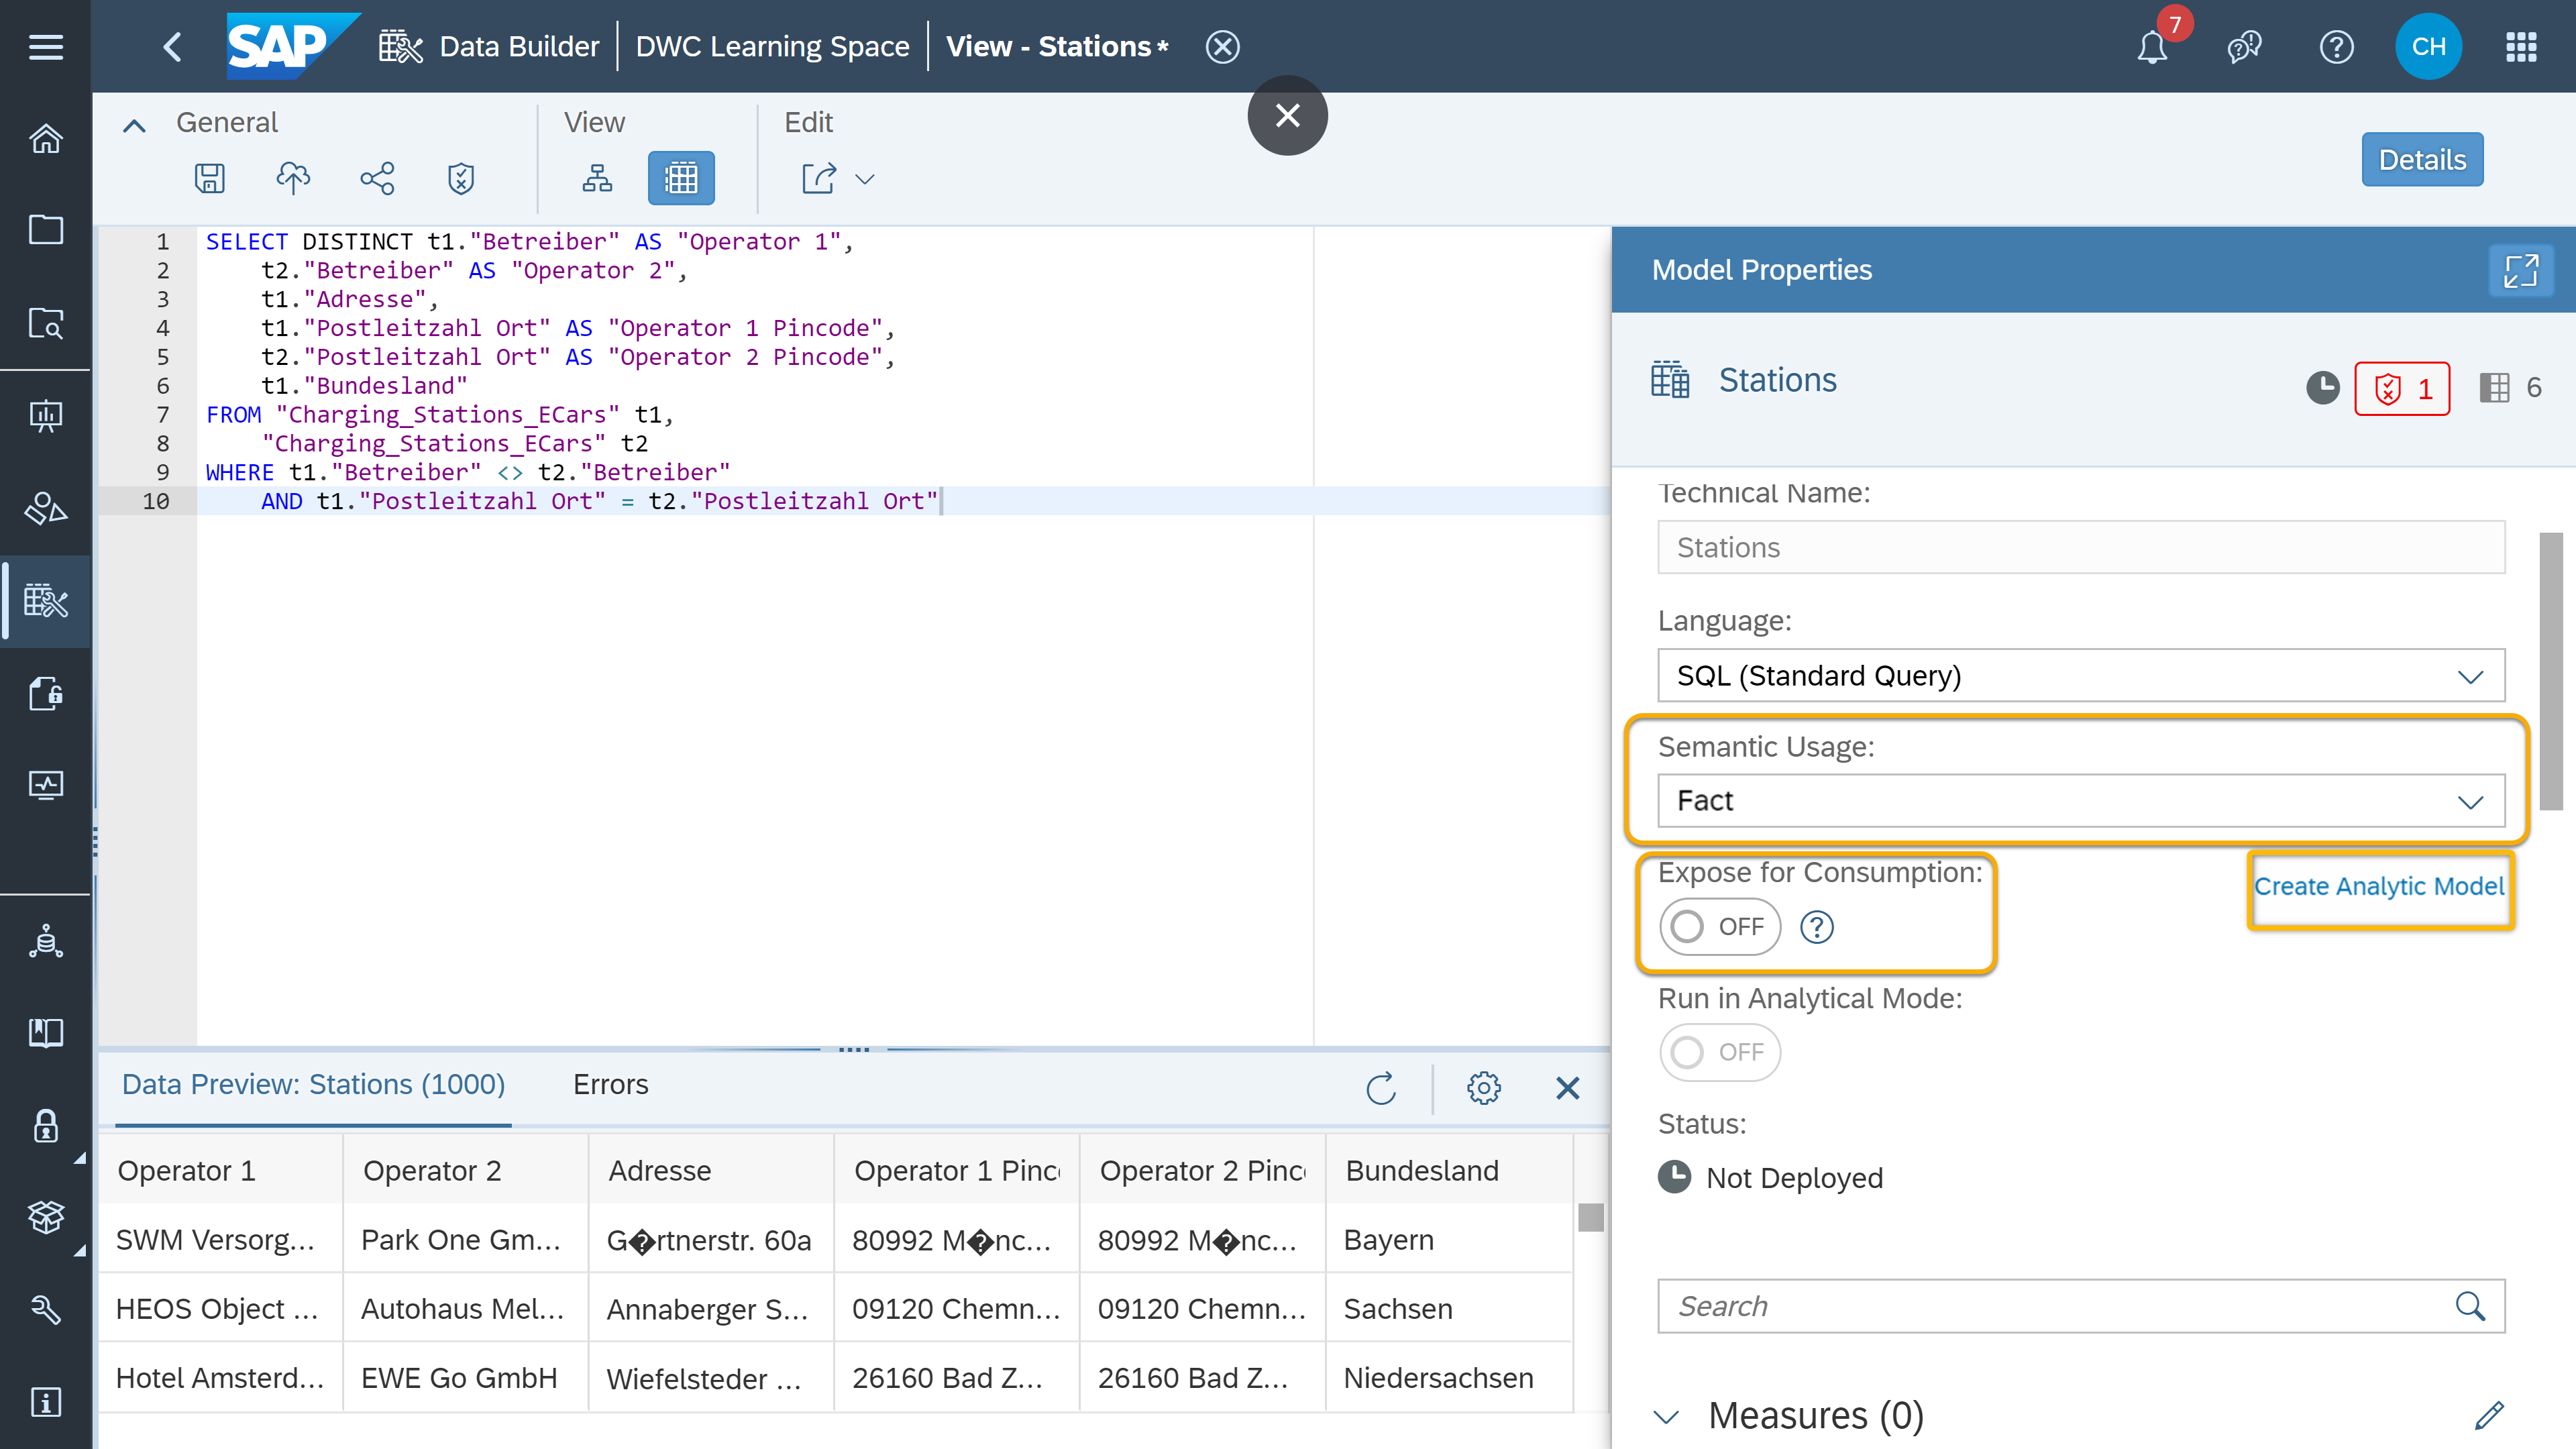 SAP
Data Builder
DWC Learning Space
View - Stations*
7
CH
General
View
Edit
Details
1 SELECT DISTINCT t1."Betreiber" AS "Operator 1",
2 t2."Betreiber" AS "Operator 2",
3 t1."Adresse",
4 t1."Postleitzahl Ort" AS "Operator 1 Pincode",
5 t2."Postleitzahl Ort" AS "Operator 2 Pincode",
6 t1."Bundesland"
7 FROM "Charging_Stations_ECars" t1,
8 "Charging_Stations_ECars" t2
9 WHERE t1."Betreiber" <> t2."Betreiber"
10 AND t1."Postleitzahl Ort" = t2."Postleitzahl Ort"
Data Preview: Stations (1000)
Errors
Operator 1 Operator 2 Adresse Operator 1 Pinc Operator 2 Pinc Bundesland
SWM Versorg... Park One Gm... G�rtnerstr. 60a 80992 M�nc... 80992 M�nc... Bayern
HEOS Object ... Autohaus Mel... Annaberger S... 09120 Chemn... 09120 Chemn... Sachsen
Hotel Amsterd... EWE Go GmbH Wiefelsteder ... 26160 Bad Z... 26160 Bad Z... Niedersachsen
Model Properties
Stations
1
6
Technical Name:
Stations
Language:
SQL (Standard Query)
Semantic Usage:
Fact
Expose for Consumption:
Create Analytic Model
OFF
Run in Analytical Mode:
OFF
Status:
Not Deployed
Search
Measures (0)